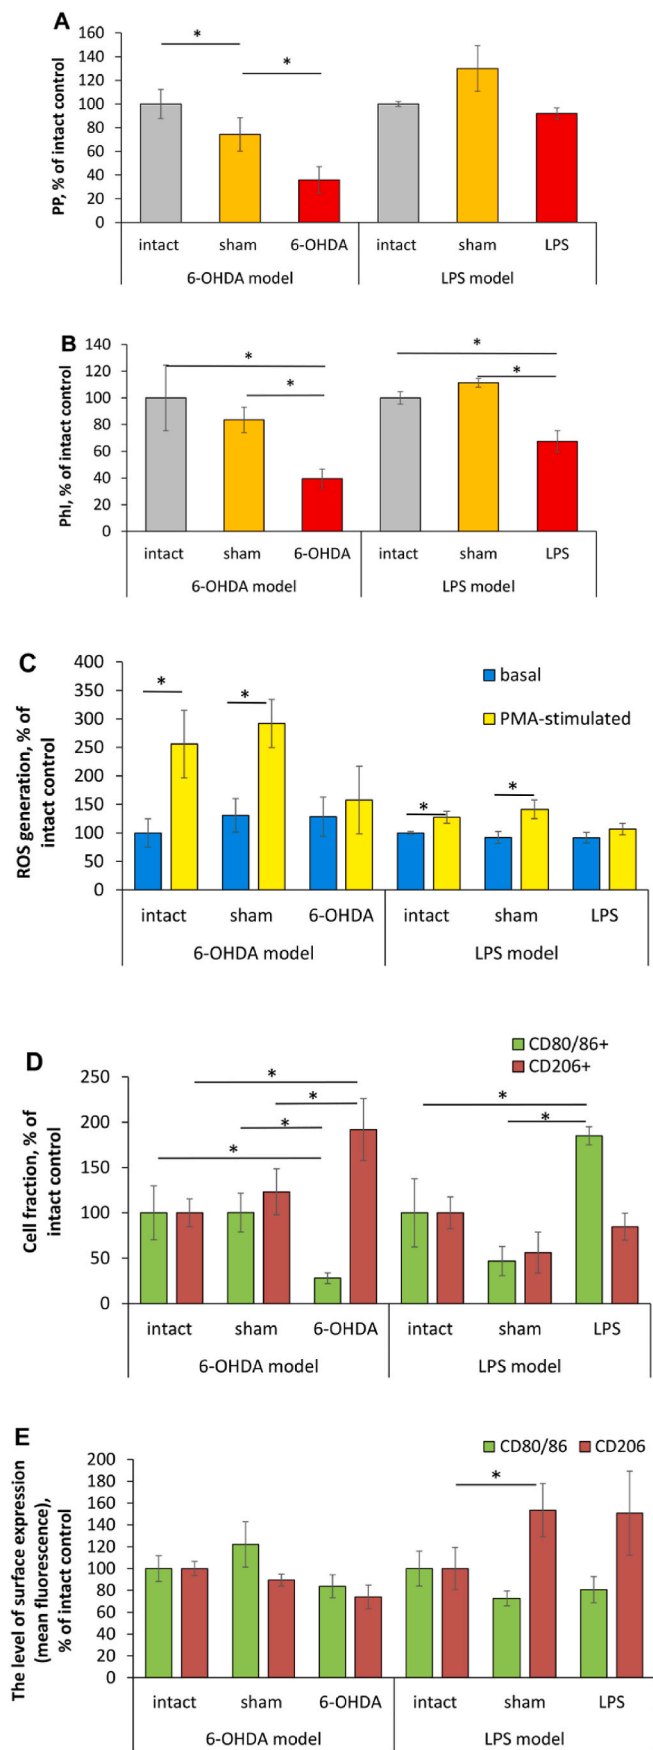 A
PP, % of intact control
160
140
120
100
80
60
40
20
0
*
*
intact sham 6-OHDA intact sham LPS
6-OHDA model LPS model
B
PhI, % of intact control
140
120
100
80
60
40
20
0
* *
* *
intact sham 6-OHDA intact sham LPS
6-OHDA model LPS model
C
ROS generation, % of
intact control
400
350
300
250
200
150
100
50
0
basal
PMA-stimulated
* *
* *
intact sham 6-OHDA intact sham LPS
6-OHDA model LPS model
D
Cell fraction, % of
intact control
250
200
150
100
50
0
CD80/86+
CD206+
* *
* *
*
*
intact sham 6-OHDA intact sham LPS
6-OHDA model LPS model
E
The level of surface expression
(mean fluorescence),
% of intact control
200
180
160
140
120
100
80
60
40
20
0
CD80/86 CD206
*
intact sham 6-OHDA intact sham LPS
6-OHDA model LPS model